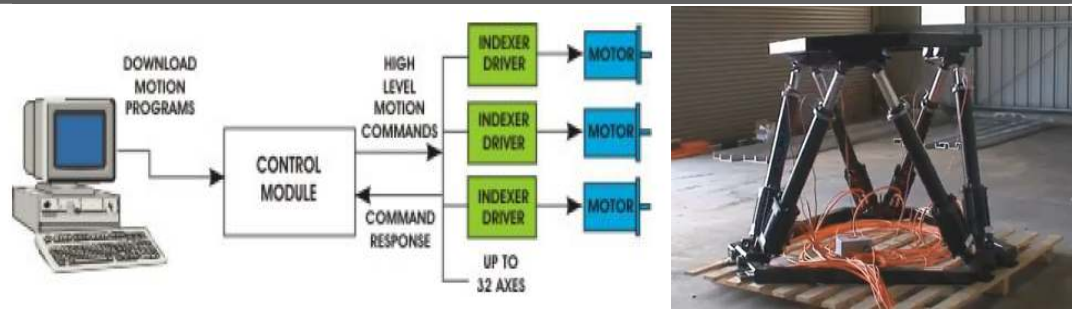 DOWNLOAD
MOTION
PROGRAMS
CONTROL
MODULE
HIGH
LEVEL
MOTION
COMMANDS
COMMAND
RESPONSE
INDEXER
DRIVER
MOTOR
INDEXER
DRIVER
MOTOR
INDEXER
DRIVER
MOTOR
UP TO
32 AXES